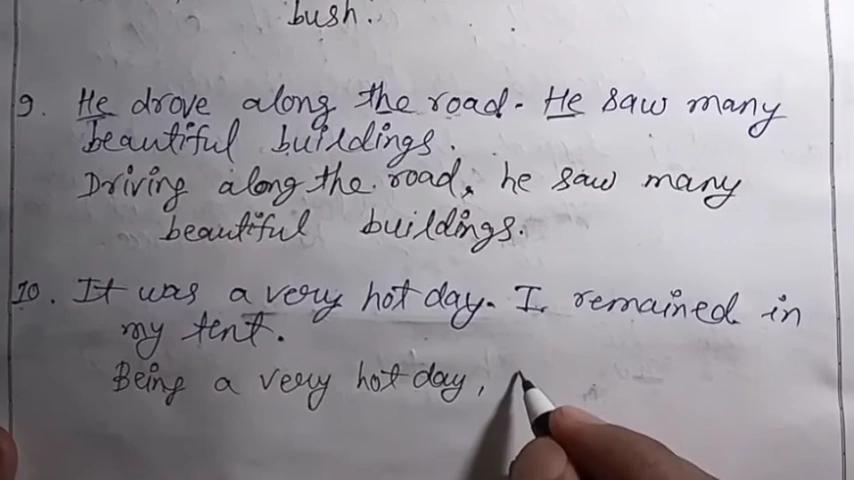 bush.
9. He drove along the road. He saw many
beautiful buildings.
Driving along the road, he saw many
beautiful buildings.
10. It was a very hot day. I remained in
my tent.
Being a very hot day,